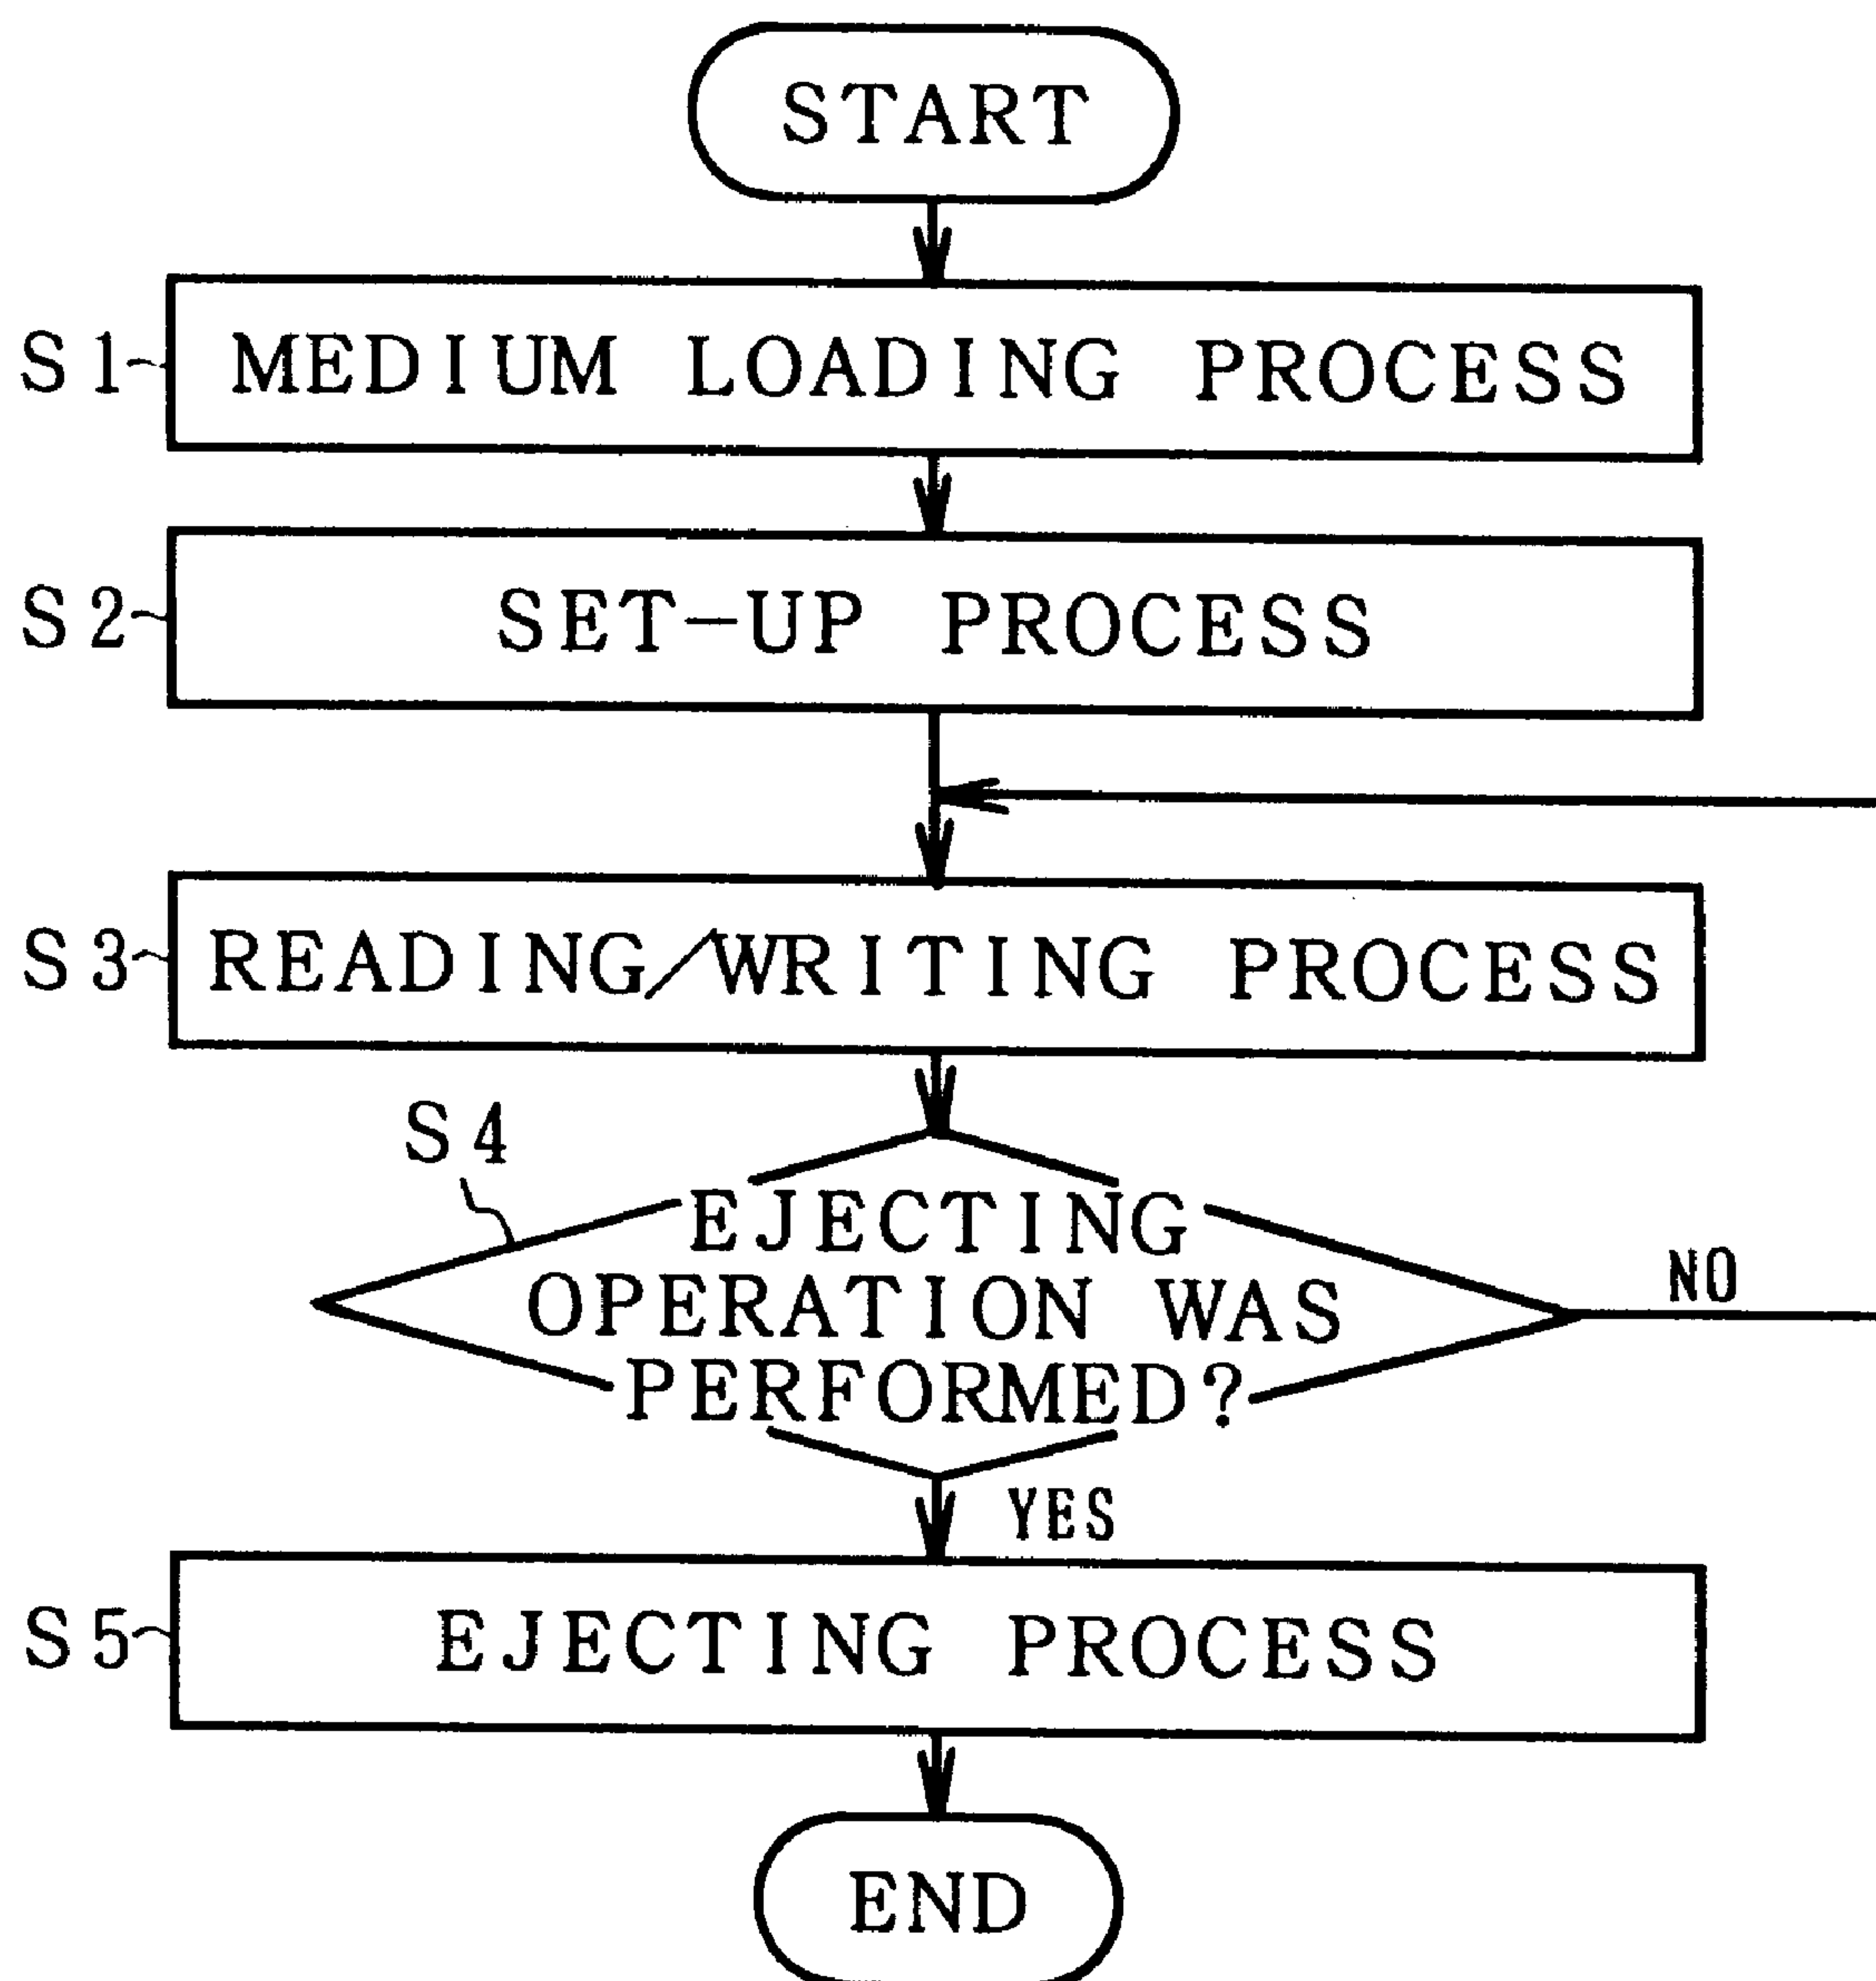 START
S1 MEDIUM LOADING PROCESS
S2 SET-UP PROCESS
S3 READING/WRITING PROCESS
S4
EJECTING
OPERATION WAS
PERFORMED?
NO
YES
S5 EJECTING PROCESS
END